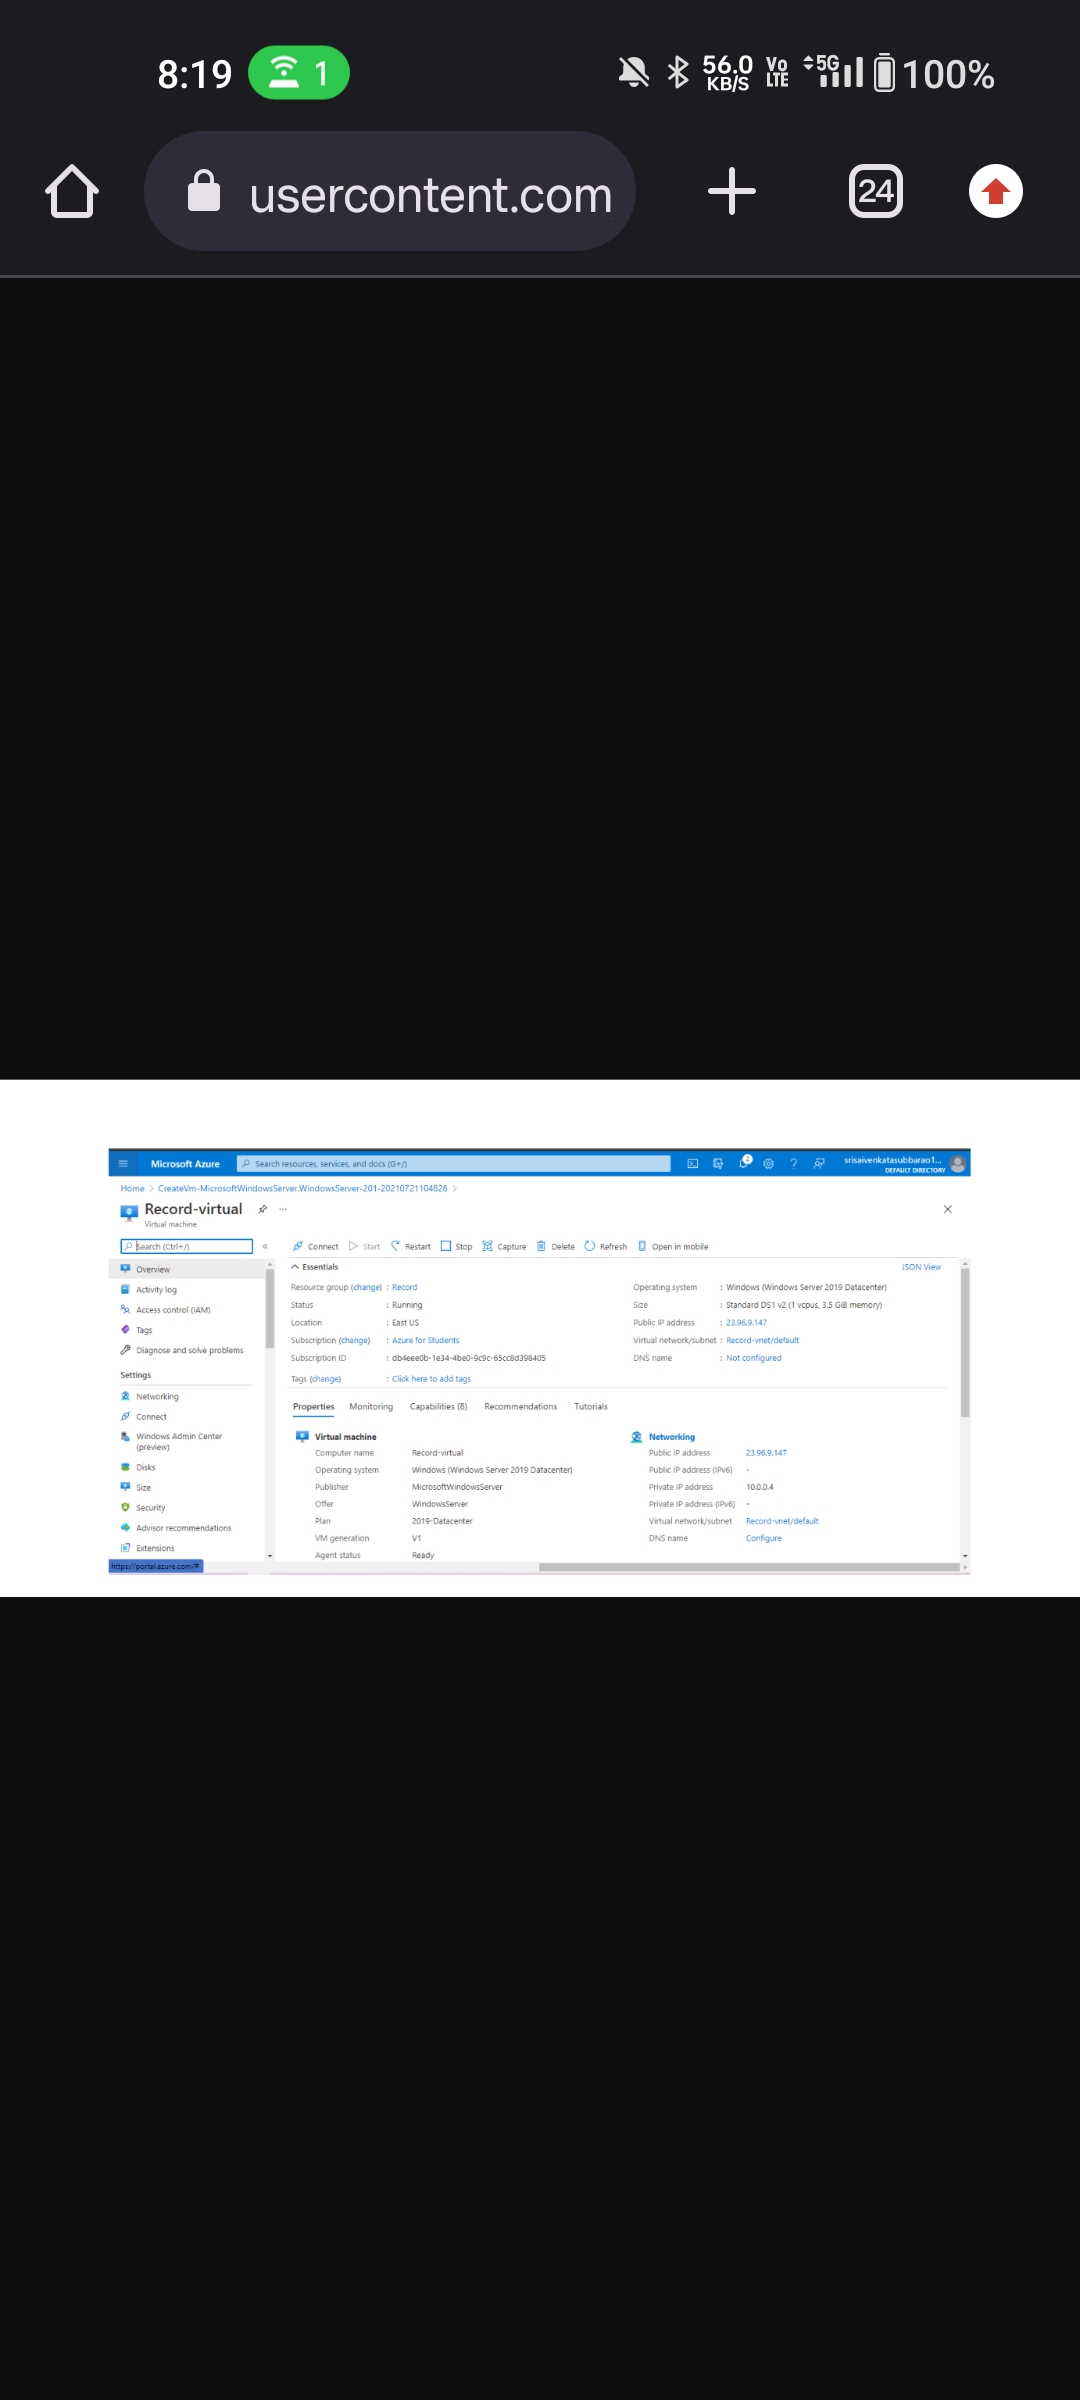 8:19 1 56.0 KB/S Vo LTE 5G 100%
usercontent.com 24
Microsoft Azure Search resources, services, and docs (G+/) 2 srisaivenkatasubbarao1... DEFAULT DIRECTORY
Home > CreateVm-MicrosoftWindowsServer.WindowsServer-201-20210721104828 >
Record-virtual ...
Virtual machine
Search (Ctrl+/) «
Overview
Activity log
Access control (IAM)
Tags
Diagnose and solve problems
Settings
Networking
Connect
Windows Admin Center
(preview)
Disks
Size
Security
Advisor recommendations
Extensions
https://portal.azure.com/#
Connect Start Restart Stop Capture Delete Refresh Open in mobile
Essentials JSON View
Resource group (change) : Record
Status : Running
Location : East US
Subscription (change) : Azure for Students
Subscription ID : db4eee0b-1e34-4be0-9c9c-65cc8d398405
Tags (change) : Click here to add tags
Operating system : Windows (Windows Server 2019 Datacenter)
Size : Standard DS1 v2 (1 vcpus, 3.5 GiB memory)
Public IP address : 23.96.9.147
Virtual network/subnet : Record-vnet/default
DNS name : Not configured
Properties Monitoring Capabilities (8) Recommendations Tutorials
Virtual machine
Computer name Record-virtual
Operating system Windows (Windows Server 2019 Datacenter)
Publisher MicrosoftWindowsServer
Offer WindowsServer
Plan 2019-Datacenter
VM generation V1
Agent status Ready
Networking
Public IP address 23.96.9.147
Public IP address (IPv6) -
Private IP address 10.0.0.4
Private IP address (IPv6) -
Virtual network/subnet Record-vnet/default
DNS name Configure